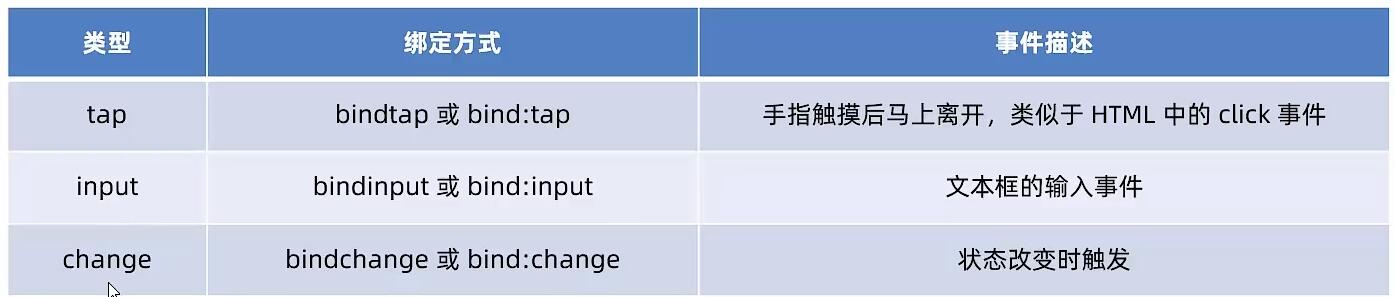 类型 绑定方式 事件描述
tap bindtap 或 bind:tap 手指触摸后马上离开，类似于 HTML 中的 click 事件
input bindinput 或 bind:input 文本框的输入事件
change bindchange 或 bind:change 状态改变时触发